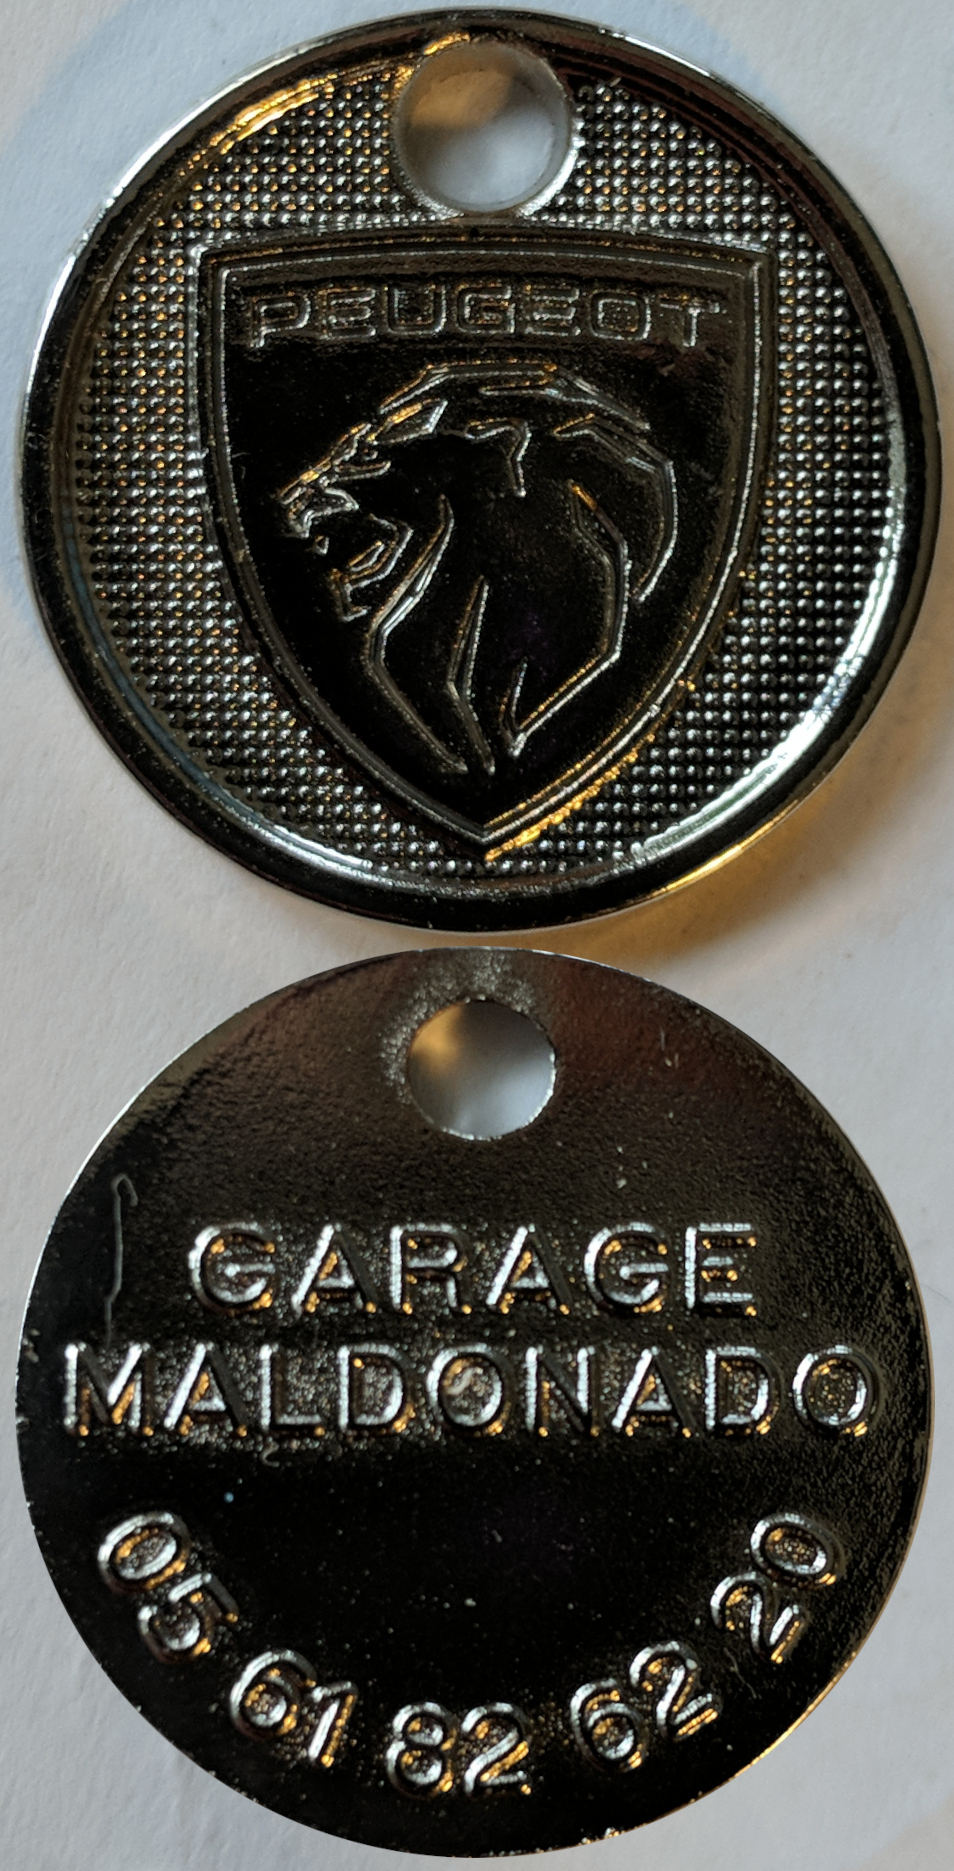 PEUGEOT
GARAGE
MALDONADO
05 61 82 62 20